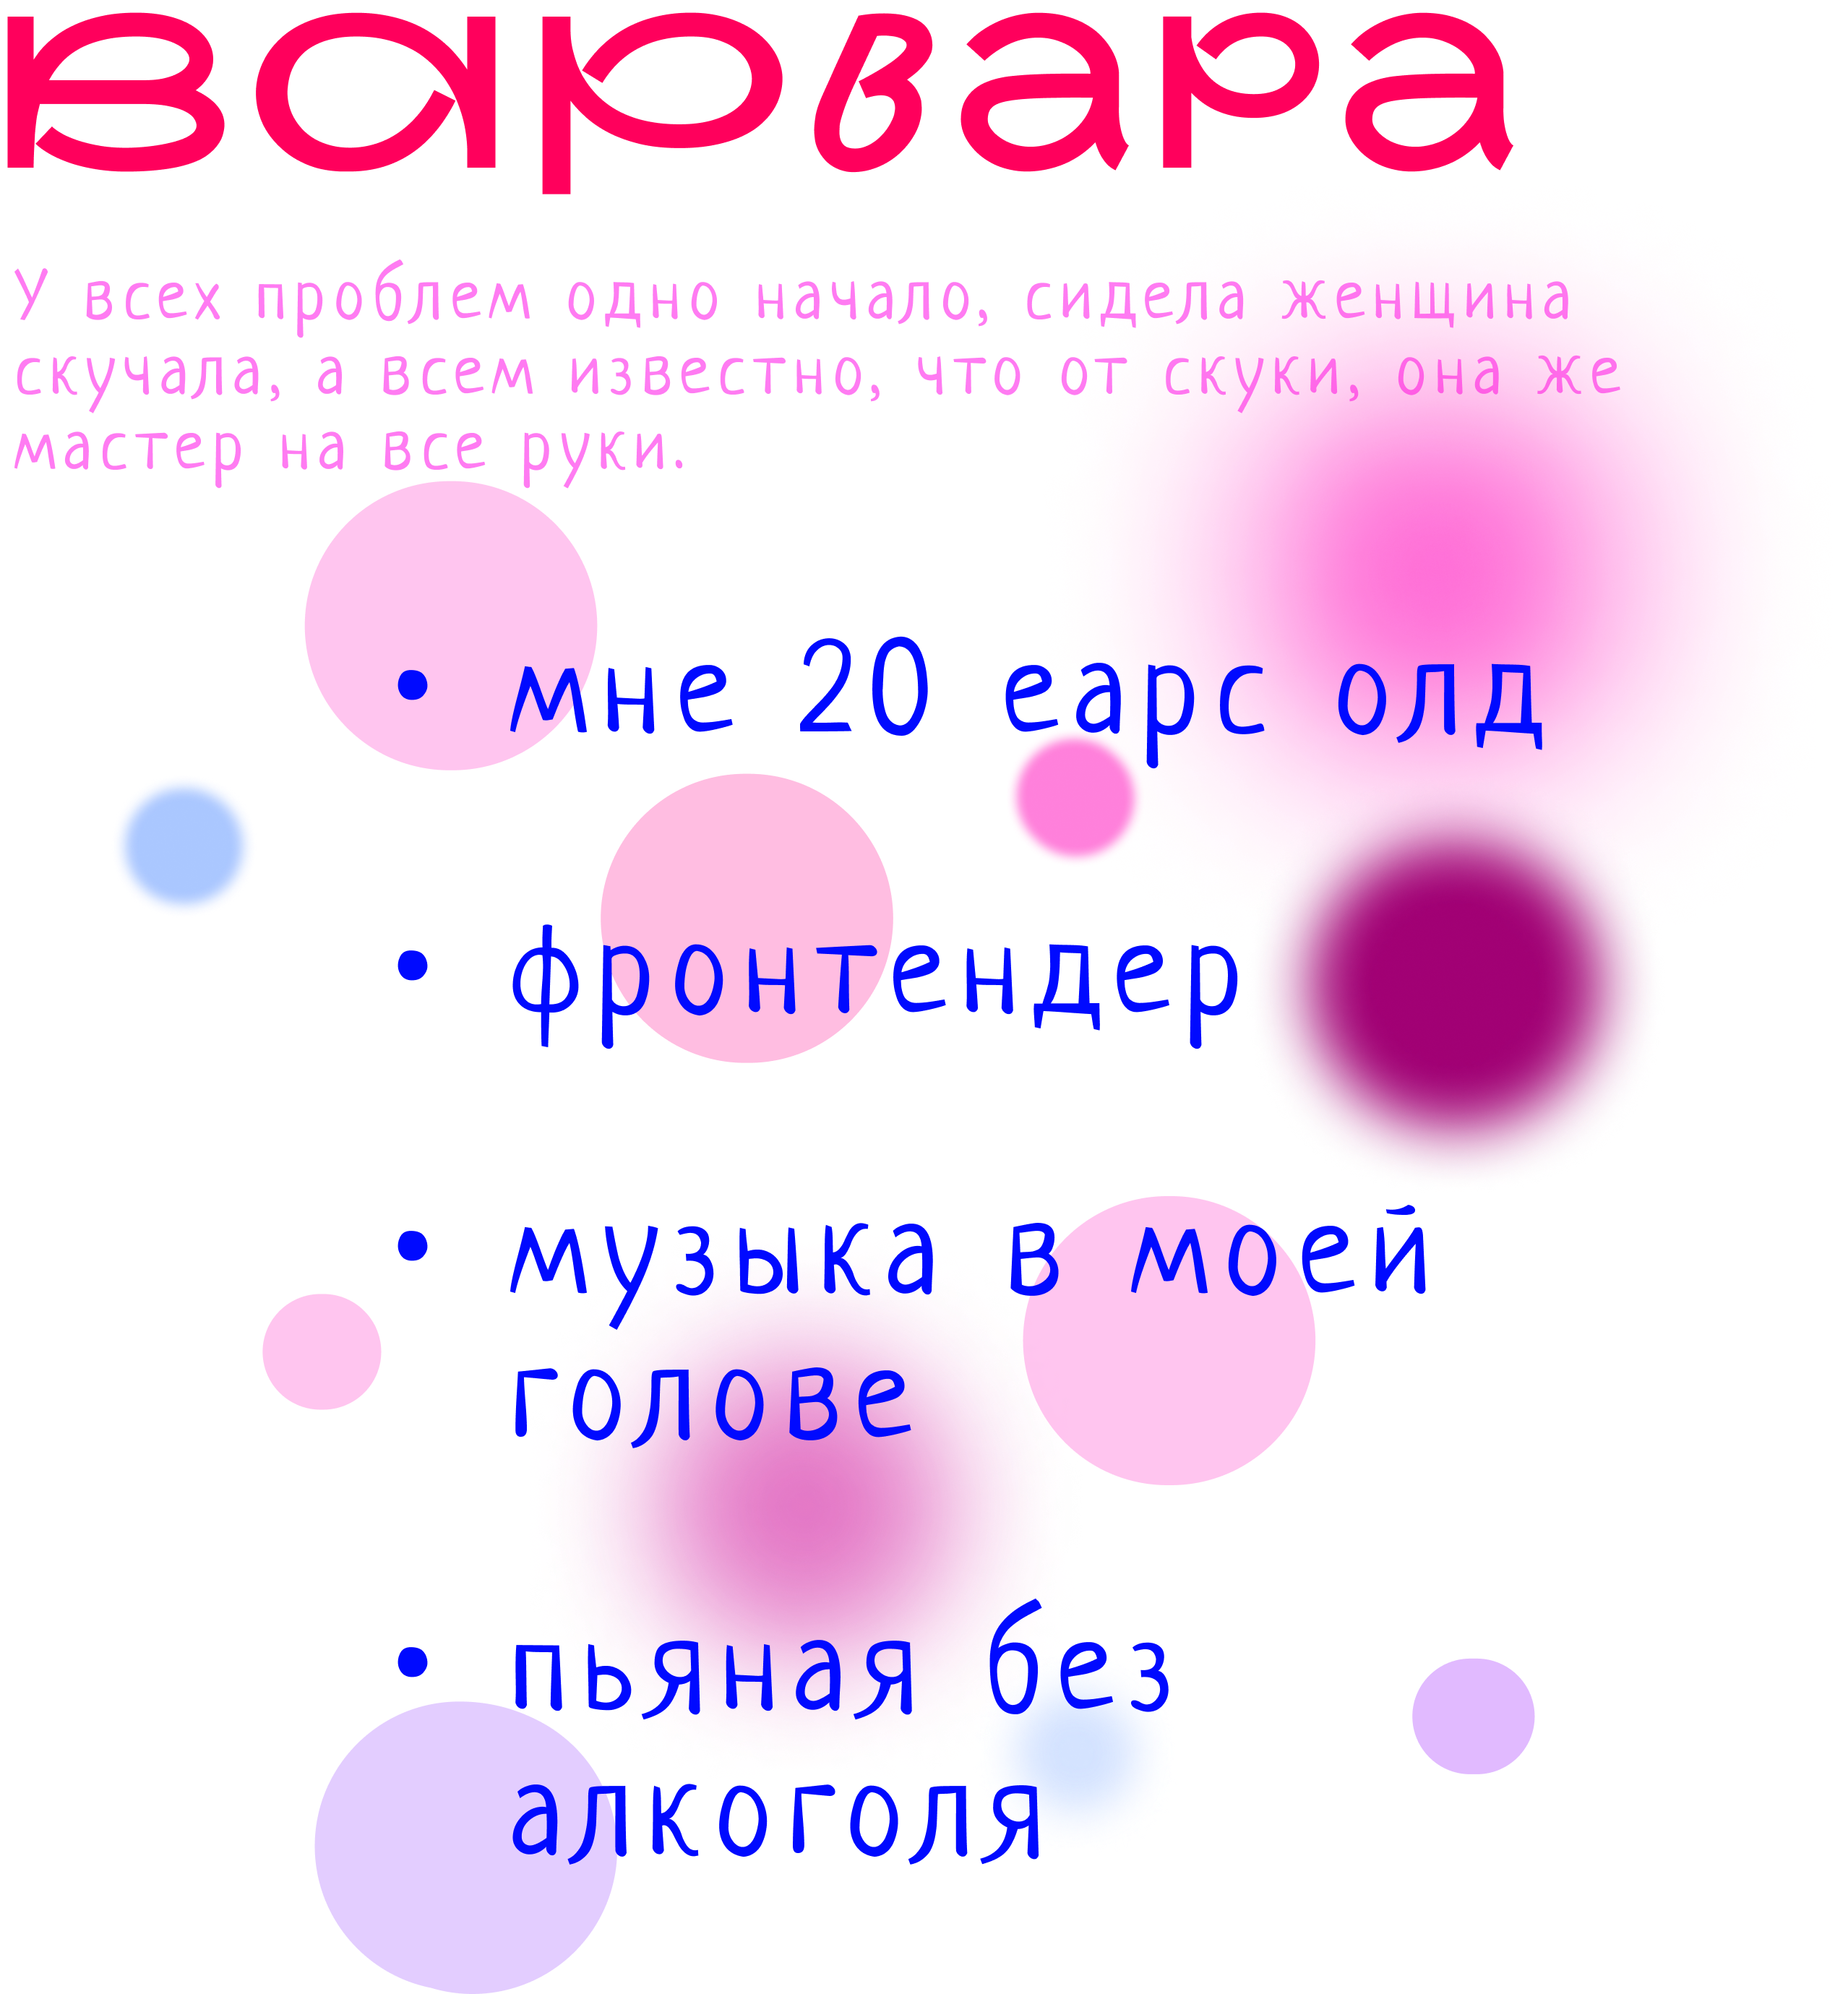 варвара
У всех проблем одно начало, сидела женщина
скучала, а всем известно, что от скуки, она же
мастер на все руки.
• мне 20 еарс олд
• фронтендер
• музыка в моей
голове
• пьяная без
алкоголя